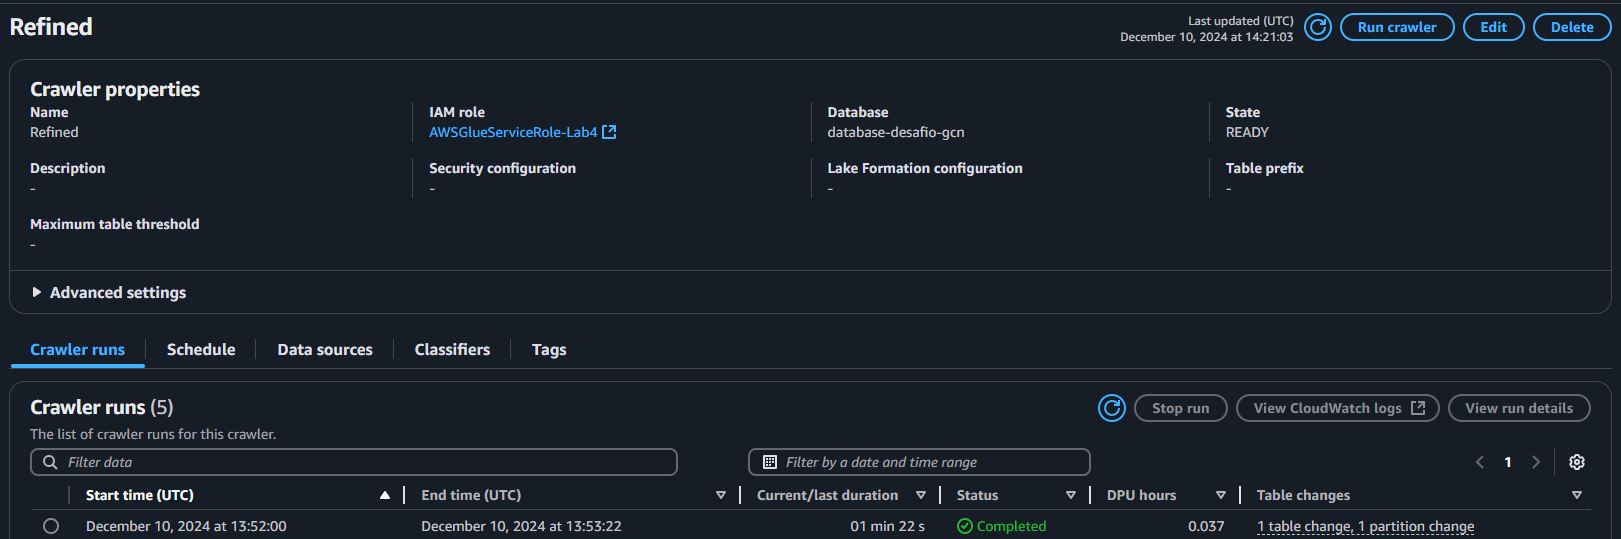 Refined
Last updated (UTC)
December 10, 2024 at 14:21:03
Run crawler
Edit
Delete
Crawler properties
Name
Refined
IAM role
AWSGlueServiceRole-Lab4
Database
database-desafio-gcn
State
READY
Description
-
Security configuration
-
Lake Formation configuration
-
Table prefix
-
Maximum table threshold
-
Advanced settings
Crawler runs
Schedule
Data sources
Classifiers
Tags
Crawler runs (5)
The list of crawler runs for this crawler.
Stop run
View CloudWatch logs
View run details
Filter data
Filter by a date and time range
1
Start time (UTC) End time (UTC) Current/last duration Status DPU hours Table changes
December 10, 2024 at 13:52:00 December 10, 2024 at 13:53:22 01 min 22 s Completed 0.037 1 table change, 1 partition change